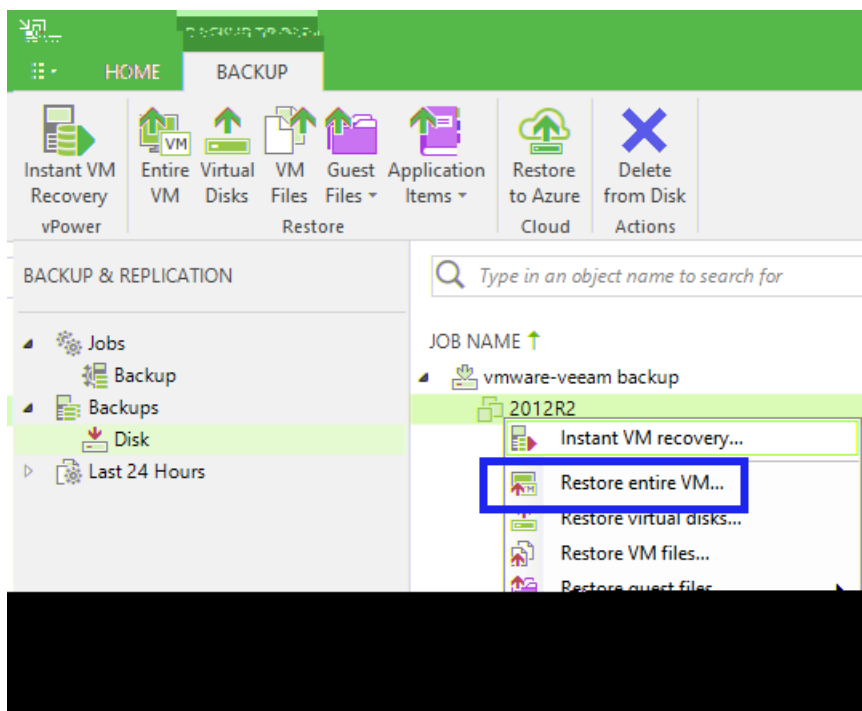 HOME BACKUP
Instant VM Recovery
Entire VM
Virtual Disks
VM Files
Guest Files
Application Items
Restore to Azure
Delete from Disk
vPower Restore Cloud Actions
BACKUP & REPLICATION
Type in an object name to search for
Jobs
Backup
Backups
Disk
Last 24 Hours
JOB NAME
vmware-veeam backup
2012R2
Instant VM recovery...
Restore entire VM...
Restore virtual disks...
Restore VM files...
Restore guest files